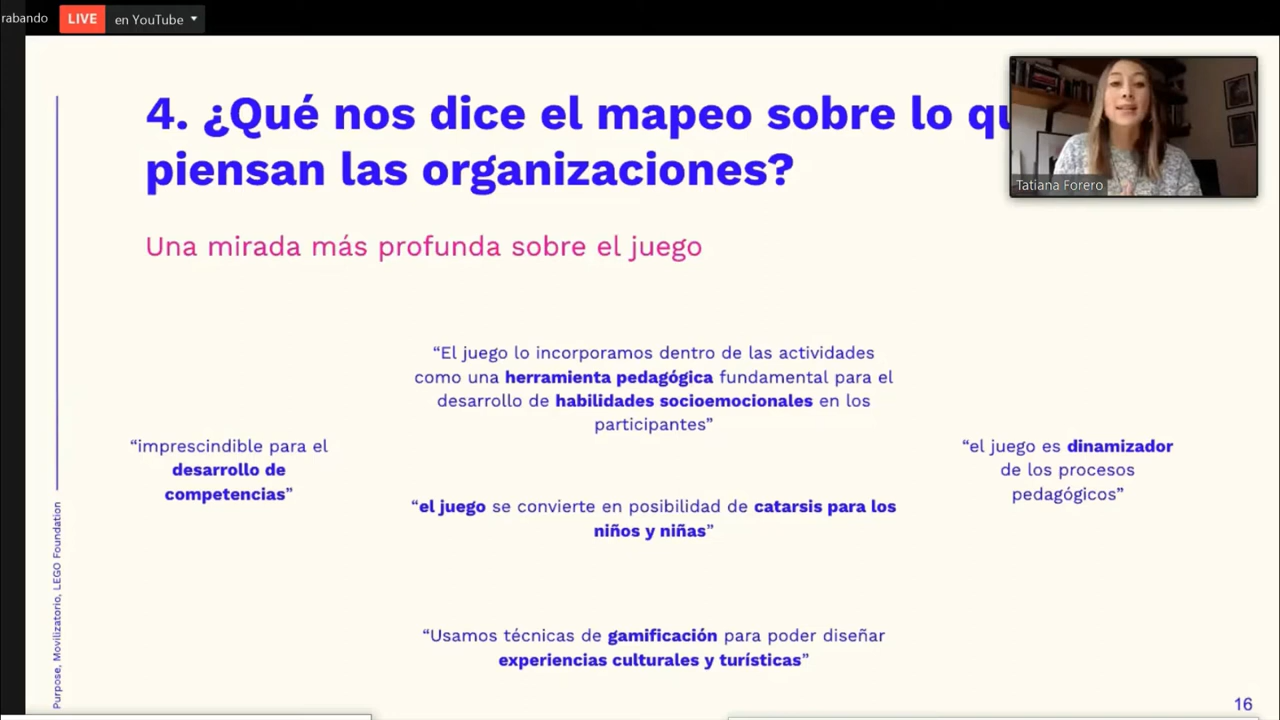 rabando
LIVE en YouTube
4. ¿Qué nos dice el mapeo sobre lo qu
piensan las organizaciones?
Tatiana Forero
Una mirada más profunda sobre el juego
“El juego lo incorporamos dentro de las actividades
como una herramienta pedagógica fundamental para el
desarrollo de habilidades socioemocionales en los
participantes”
“imprescindible para el
desarrollo de
competencias”
“el juego es dinamizador
de los procesos
pedagógicos”
“el juego se convierte en posibilidad de catarsis para los
niños y niñas”
“Usamos técnicas de gamificación para poder diseñar
experiencias culturales y turísticas”
Purpose, Movilizatorio, LEGO Foundation
16